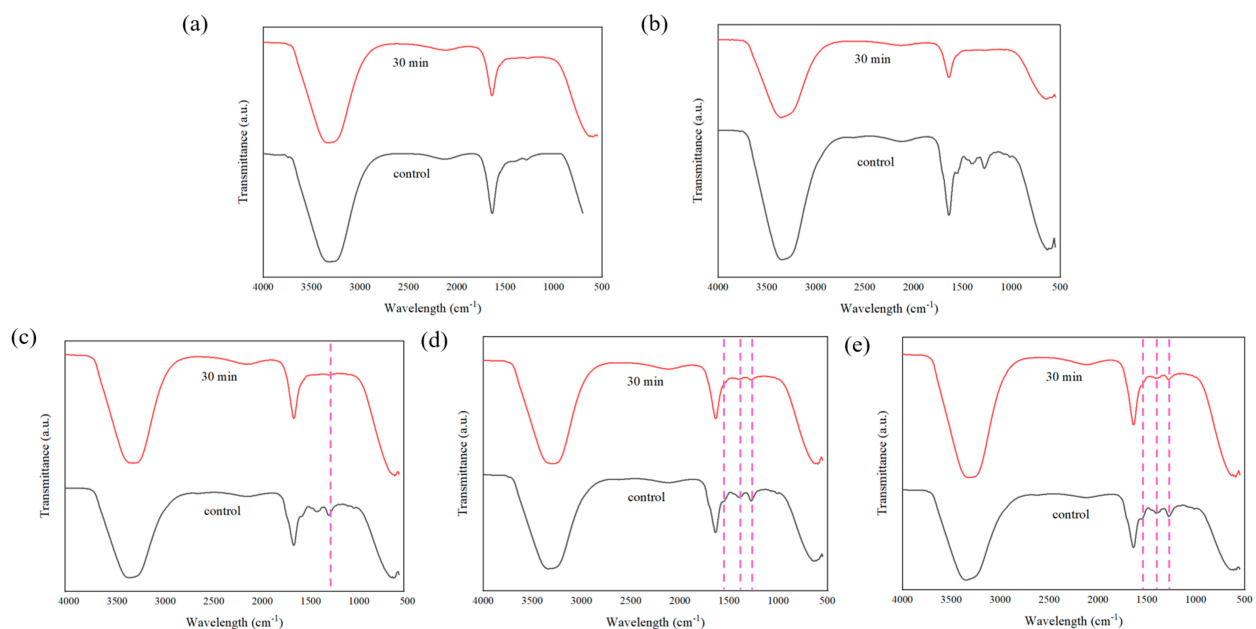 (a)
Transmittance (a.u.)
30 min
control
4000 3500 3000 2500 2000 1500 1000 500
Wavelength (cm⁻¹)
(b)
Transmittance (a.u.)
30 min
control
4000 3500 3000 2500 2000 1500 1000 500
Wavelength (cm⁻¹)
(c)
Transmittance (a.u.)
30 min
control
4000 3500 3000 2500 2000 1500 1000 500
Wavelength (cm⁻¹)
(d)
Transmittance (a.u.)
30 min
control
4000 3500 3000 2500 2000 1500 1000 500
Wavelength (cm⁻¹)
(e)
Transmittance (a.u.)
30 min
control
4000 3500 3000 2500 2000 1500 1000 500
Wavelength (cm⁻¹)